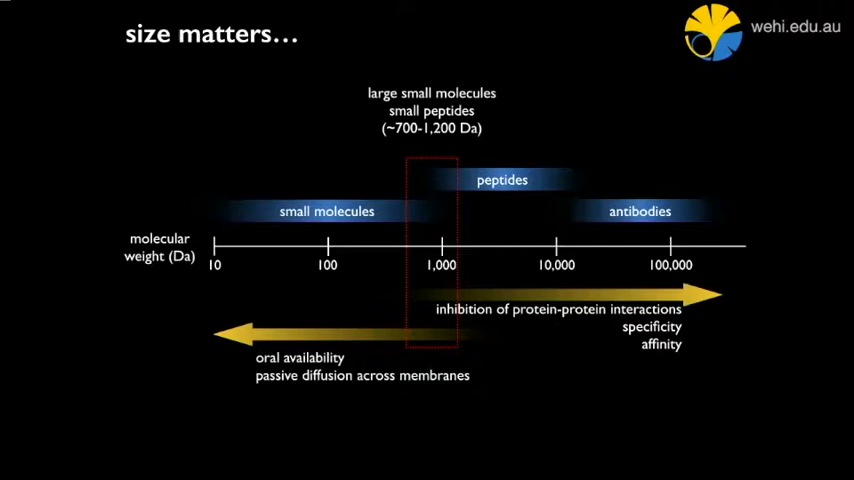 size matters...
wehi.edu.au
large small molecules
small peptides
(~700-1,200 Da)
peptides
small molecules
antibodies
molecular
weight (Da)
10
100
1,000
10,000
100,000
inhibition of protein-protein interactions
specificity
affinity
oral availability
passive diffusion across membranes